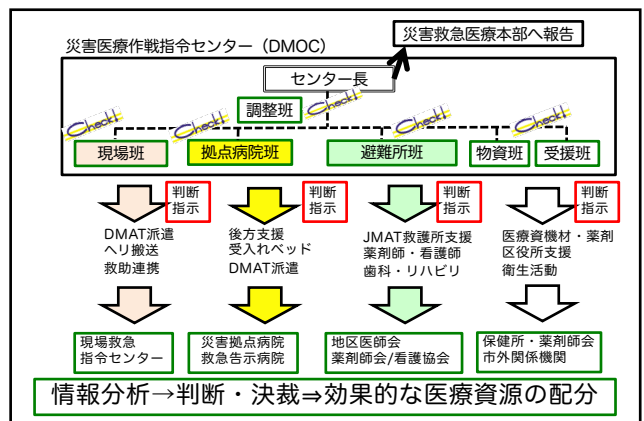 災害医療作戦指令センター（DMOC）
災害救急医療本部へ報告
センター長
調整班
Check!
Check!
Check!
Check!
Check!
現場班
拠点病院班
避難所班
物資班
受援班
判断
指示
判断
指示
判断
指示
判断
指示
DMAT派遣
ヘリ搬送
救助連携
後方支援
受入れベッド
DMAT派遣
JMAT救護所支援
薬剤師・看護師
歯科・リハビリ
医療資機材・薬剤
区役所支援
衛生活動
現場救急
指令センター
災害拠点病院
救急告示病院
地区医師会
薬剤師会/看護協会
保健所・薬剤師会
市外関係機関
情報分析→判断・決裁⇒効果的な医療資源の配分